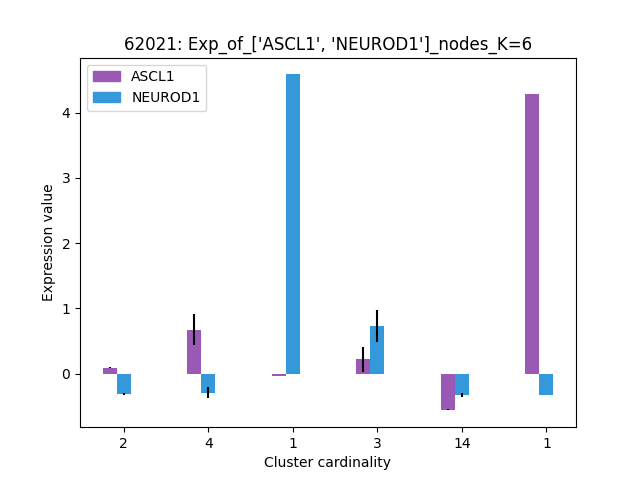 62021: Exp_of_['ASCL1', 'NEUROD1']_nodes_K=6
ASCL1
NEUROD1
Expression value
4
3
2
1
0
2 4 1 3 14 1
Cluster cardinality